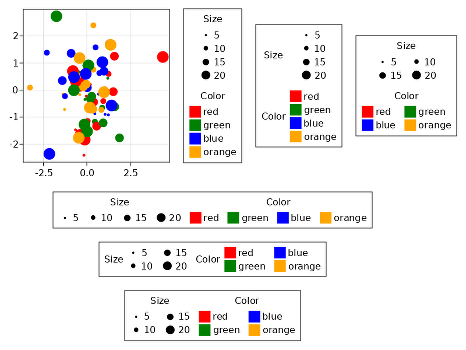 2
1
0
-1
-2
-2.5 0.0 2.5
Size
5
10
15
20
Color
red
green
blue
orange
Size
5
10
15
20
Color
red
green
blue
orange
Size
5 10
15 20
Color
red green
blue orange
Size Color
5 10 15 20 red green blue orange
Size 5 15 Color red blue
10 20 green orange
Size Color
5 15 red blue
10 20 green orange